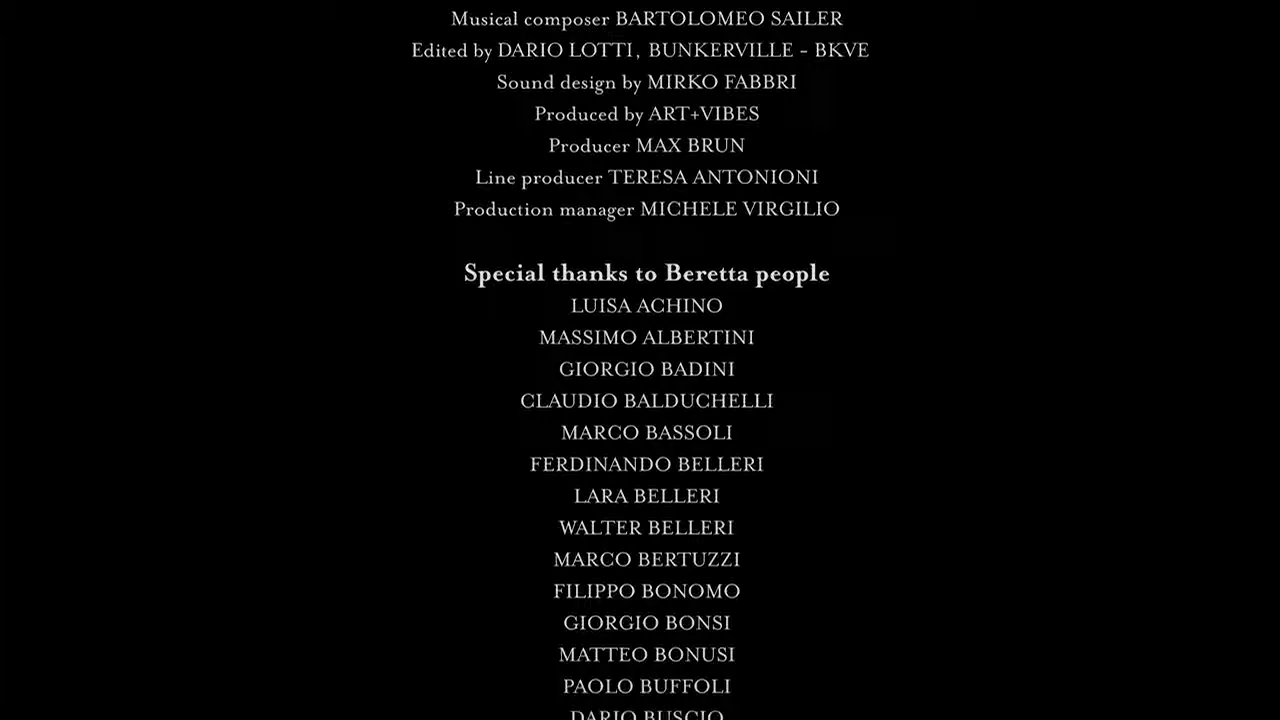 Musical composer BARTOLOMEO SAILER
Edited by DARIO LOTTI, BUNKERVILLE - BKVE
Sound design by MIRKO FABBRI
Produced by ART+VIBES
Producer MAX BRUN
Line producer TERESA ANTONIONI
Production manager MICHELE VIRGILIO
Special thanks to Beretta people
LUISA ACHINO
MASSIMO ALBERTINI
GIORGIO BADINI
CLAUDIO BALDUCHELLI
MARCO BASSOLI
FERDINANDO BELLERI
LARA BELLERI
WALTER BELLERI
MARCO BERTUZZI
FILIPPO BONOMO
GIORGIO BONSI
MATTEO BONUSI
PAOLO BUFFOLI
DARIO BUSCIO